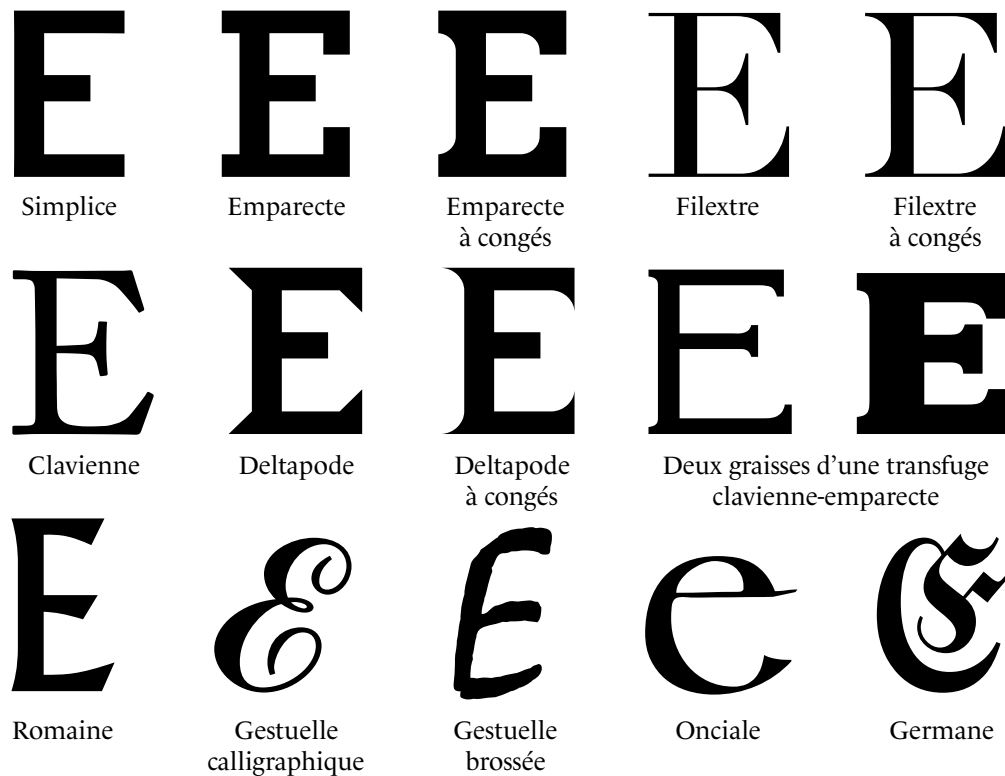 E E E E E
Simplice Emparecte Emparecte Filextre Filextre
à congés à congés
E E E E E
Clavienne Deltapode Deltapode Deux graisses d’une transfuge
à congés clavienne-emparecte
E E E e E
Romaine Gestuelle Gestuelle Onciale Germane
calligraphique brossée